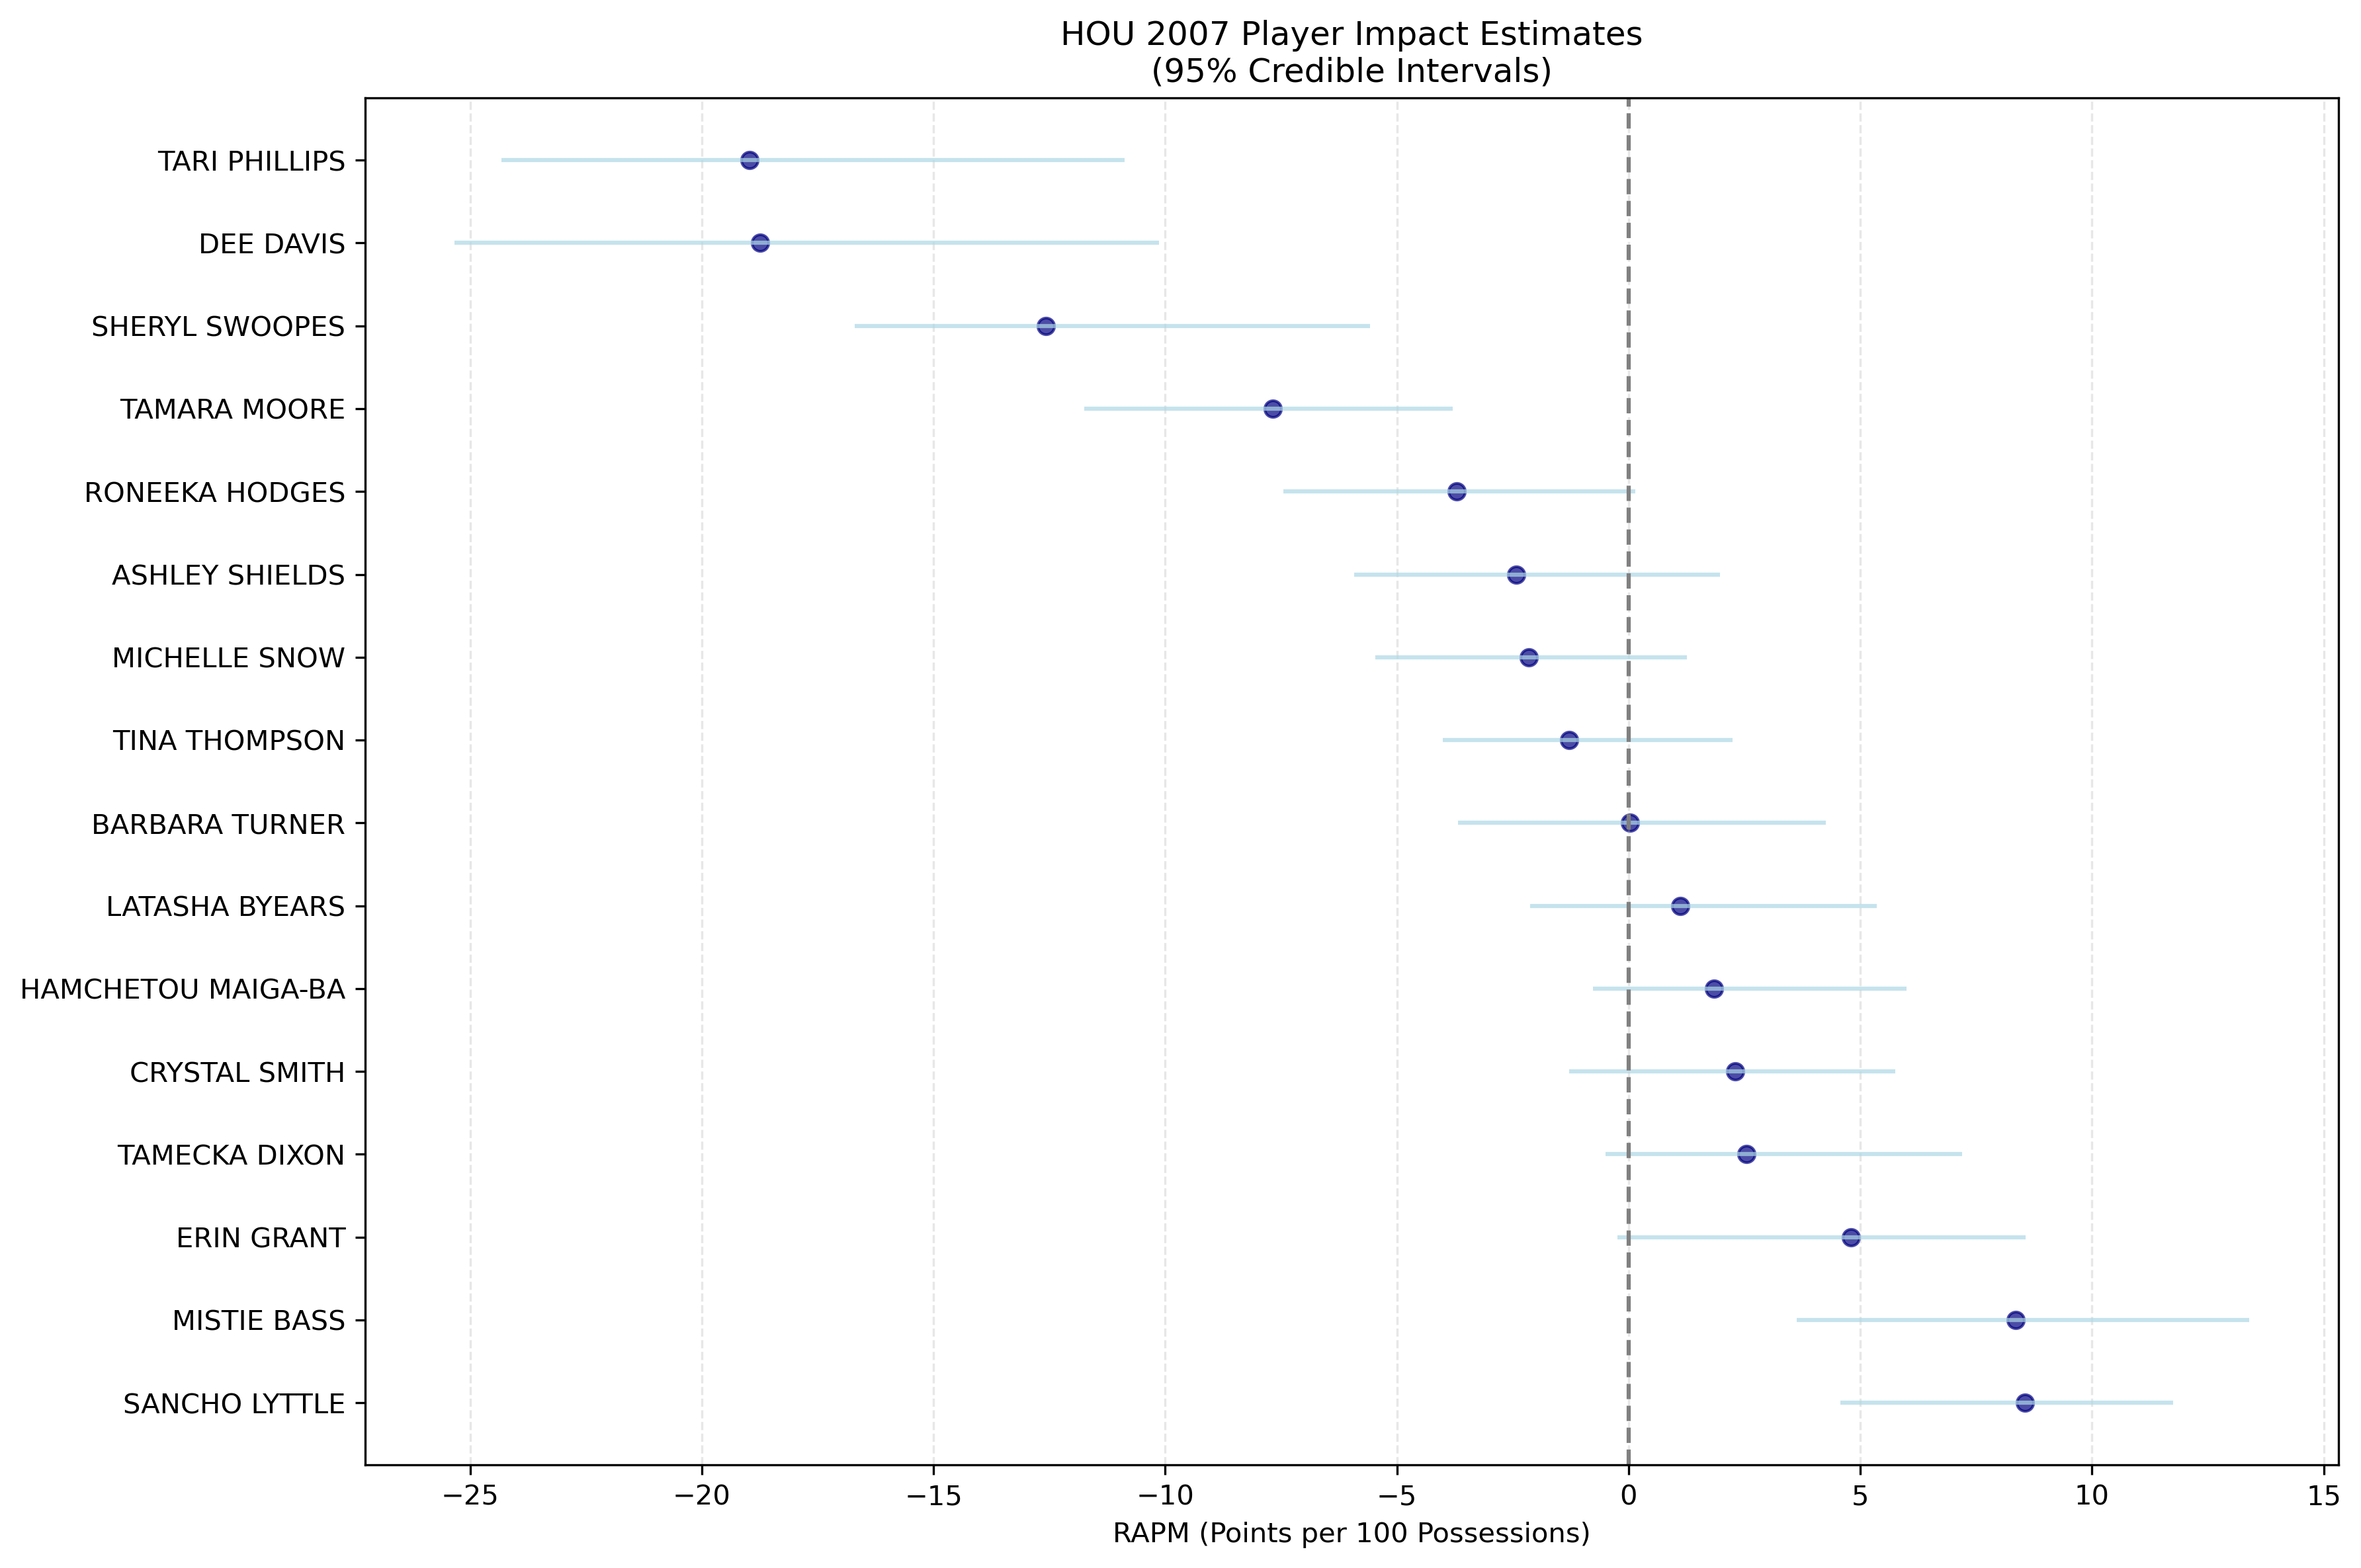 HOU 2007 Player Impact Estimates
(95% Credible Intervals)
TARI PHILLIPS
DEE DAVIS
SHERYL SWOOPES
TAMARA MOORE
RONEEKA HODGES
ASHLEY SHIELDS
MICHELLE SNOW
TINA THOMPSON
BARBARA TURNER
LATASHA BYEARS
HAMCHETOU MAIGA-BA
CRYSTAL SMITH
TAMECKA DIXON
ERIN GRANT
MISTIE BASS
SANCHO LYTTLE
−25 −20 −15 −10 −5 0 5 10 15
RAPM (Points per 100 Possessions)